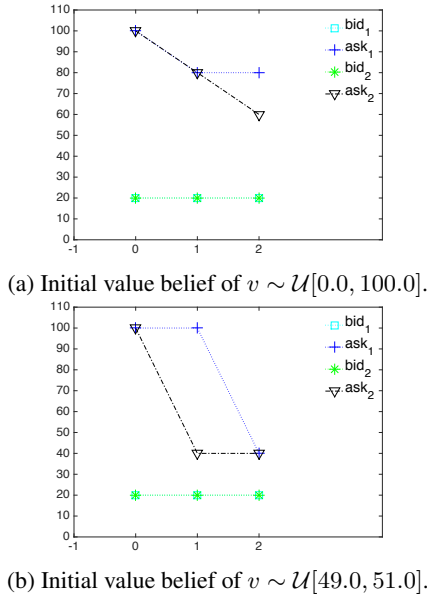 110
100
90
80
70
60
50
40
30
20
10
0
-1 0 1 2
bid1
ask1
bid2
ask2
(a) Initial value belief of v ∼ U[0.0, 100.0].
110
100
90
80
70
60
50
40
30
20
10
0
-1 0 1 2
bid1
ask1
bid2
ask2
(b) Initial value belief of v ∼ U[49.0, 51.0].